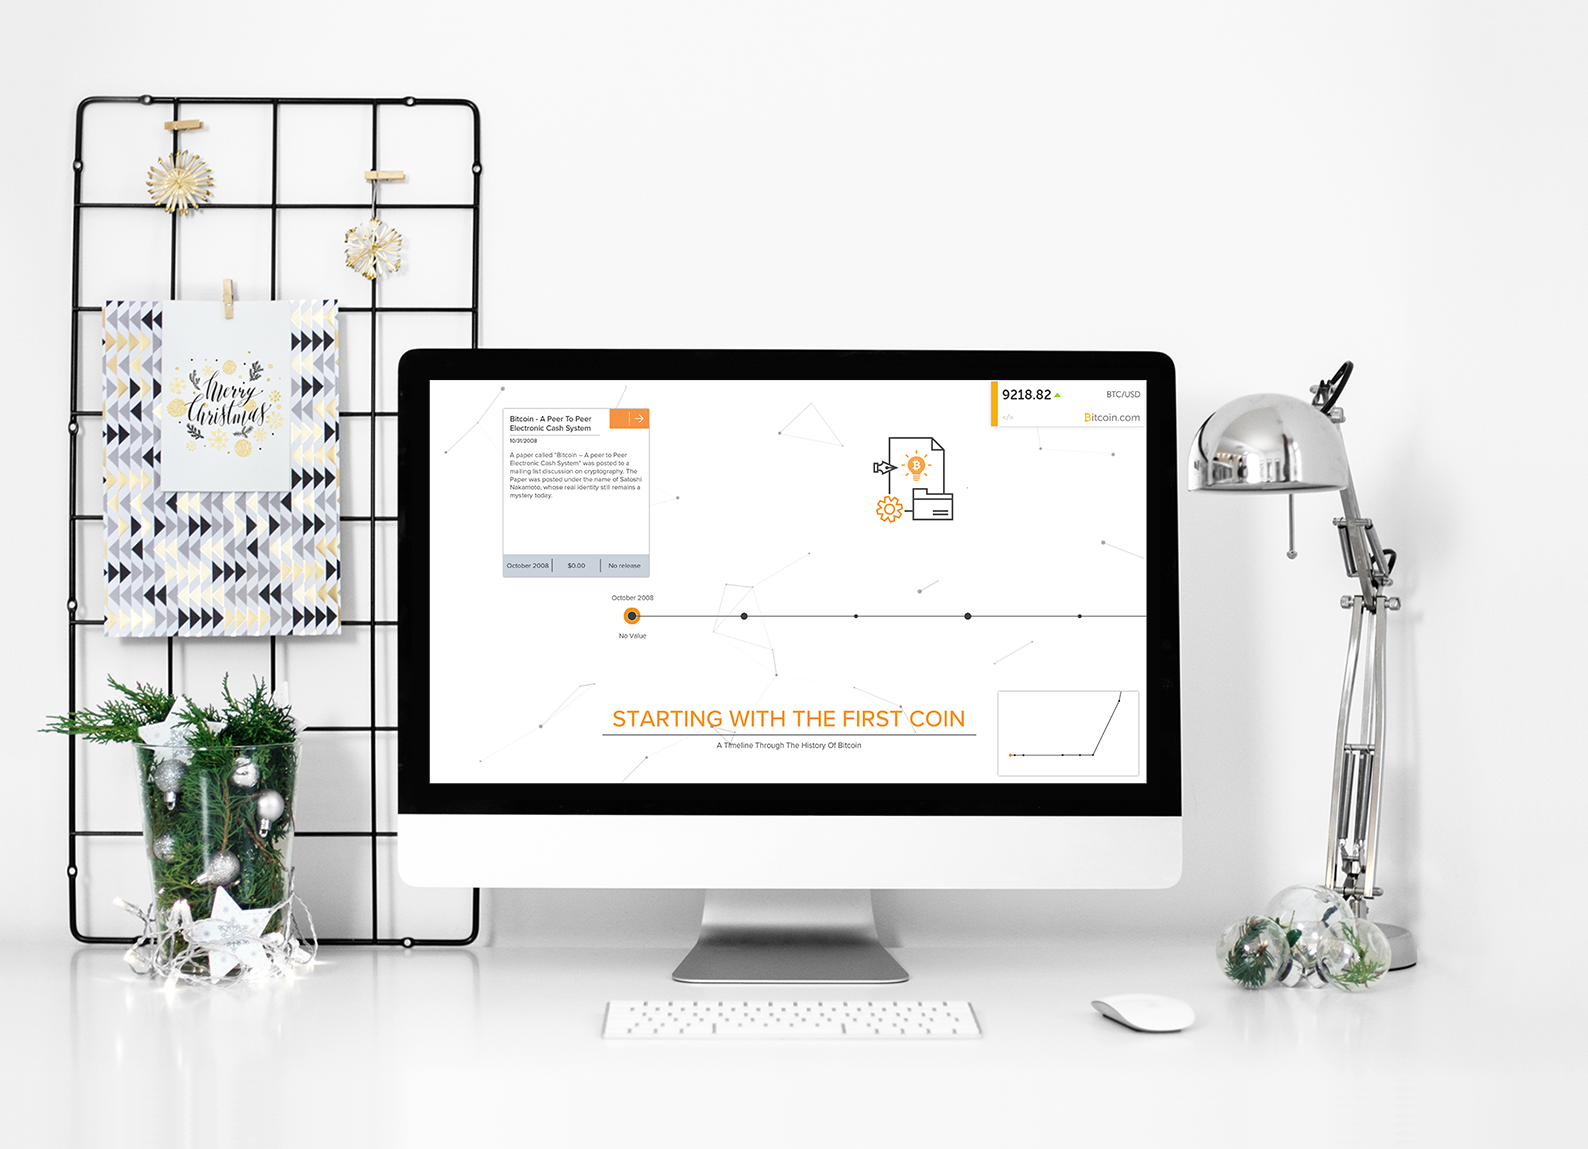 Merry
Christmas
Bitcoin - A Peer To Peer
Electronic Cash System
10/31/2008
A paper called "Bitcoin – A peer to Peer
Electronic Cash System" was posted to a
mailing list discussion on cryptography. The
Paper was posted under the name of Satoshi
Nakamoto, whose real identity still remains a
mystery today.
October 2008
$0.00
No release
9218.82
BTC/USD
</>
Bitcoin.com
October 2008
No Value
STARTING WITH THE FIRST COIN
A Timeline Through The History Of Bitcoin